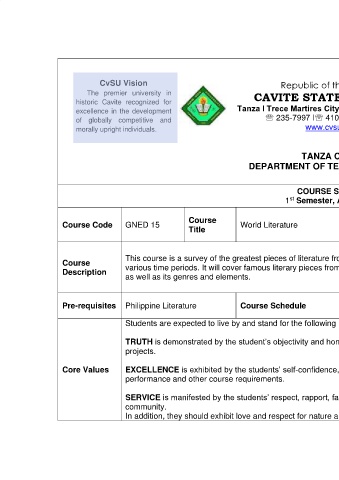 CvSU Vision
The premier university in
historic Cavite recognized for
excellence in the development
of globally competitive and
morally upright individuals.
Republic of th
CAVITE STATE
Tanza I Trece Martires City
☏ 235-7997 I☏ 410
www.cvsu
TANZA C
DEPARTMENT OF TE
COURSE S
1st Semester, A
Course Code
GNED 15
Course
Title
World Literature
Course
Description
This course is a survey of the greatest pieces of literature fro
various time periods. It will cover famous literary pieces from
as well as its genres and elements.
Pre-requisites
Philippine Literature
Course Schedule
Core Values
Students are expected to live by and stand for the following
TRUTH is demonstrated by the student's objectivity and hon
projects.
EXCELLENCE is exhibited by the students' self-confidence,
performance and other course requirements.
SERVICE is manifested by the students' respect, rapport, fa
community.
In addition, they should exhibit love and respect for nature a